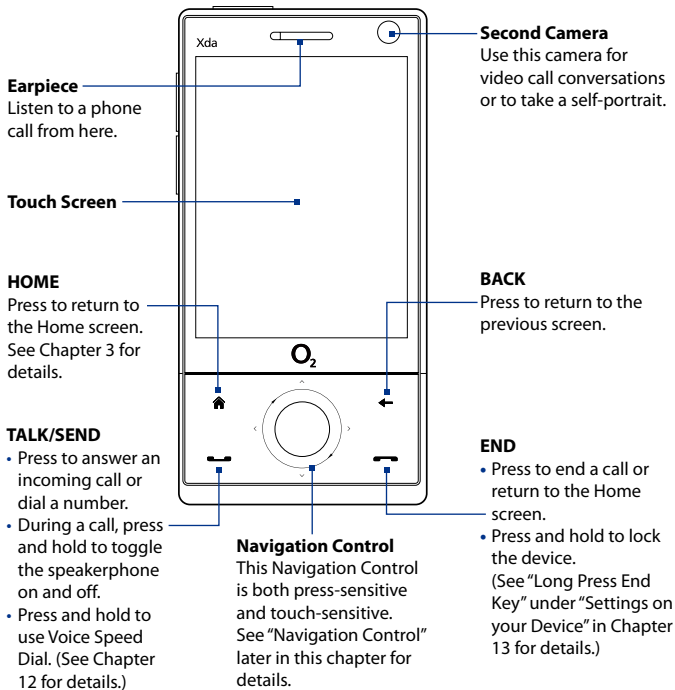 Second Camera
Use this camera for
video call conversations
or to take a self-portrait.
Xda
Earpiece
Listen to a phone
call from here.
Touch Screen
HOME
Press to return to
the Home screen.
See Chapter 3 for
details.
BACK
Press to return to the
previous screen.
O2
TALK/SEND
• Press to answer an
incoming call or
dial a number.
• During a call, press
and hold to toggle
the speakerphone
on and off.
• Press and hold to
use Voice Speed
Dial. (See Chapter
12 for details.)
Navigation Control
This Navigation Control
is both press-sensitive
and touch-sensitive.
See “Navigation Control”
later in this chapter for
details.
END
• Press to end a call or
return to the Home
screen.
• Press and hold to lock
the device.
(See “Long Press End
Key” under “Settings on
your Device” in Chapter
13 for details.)